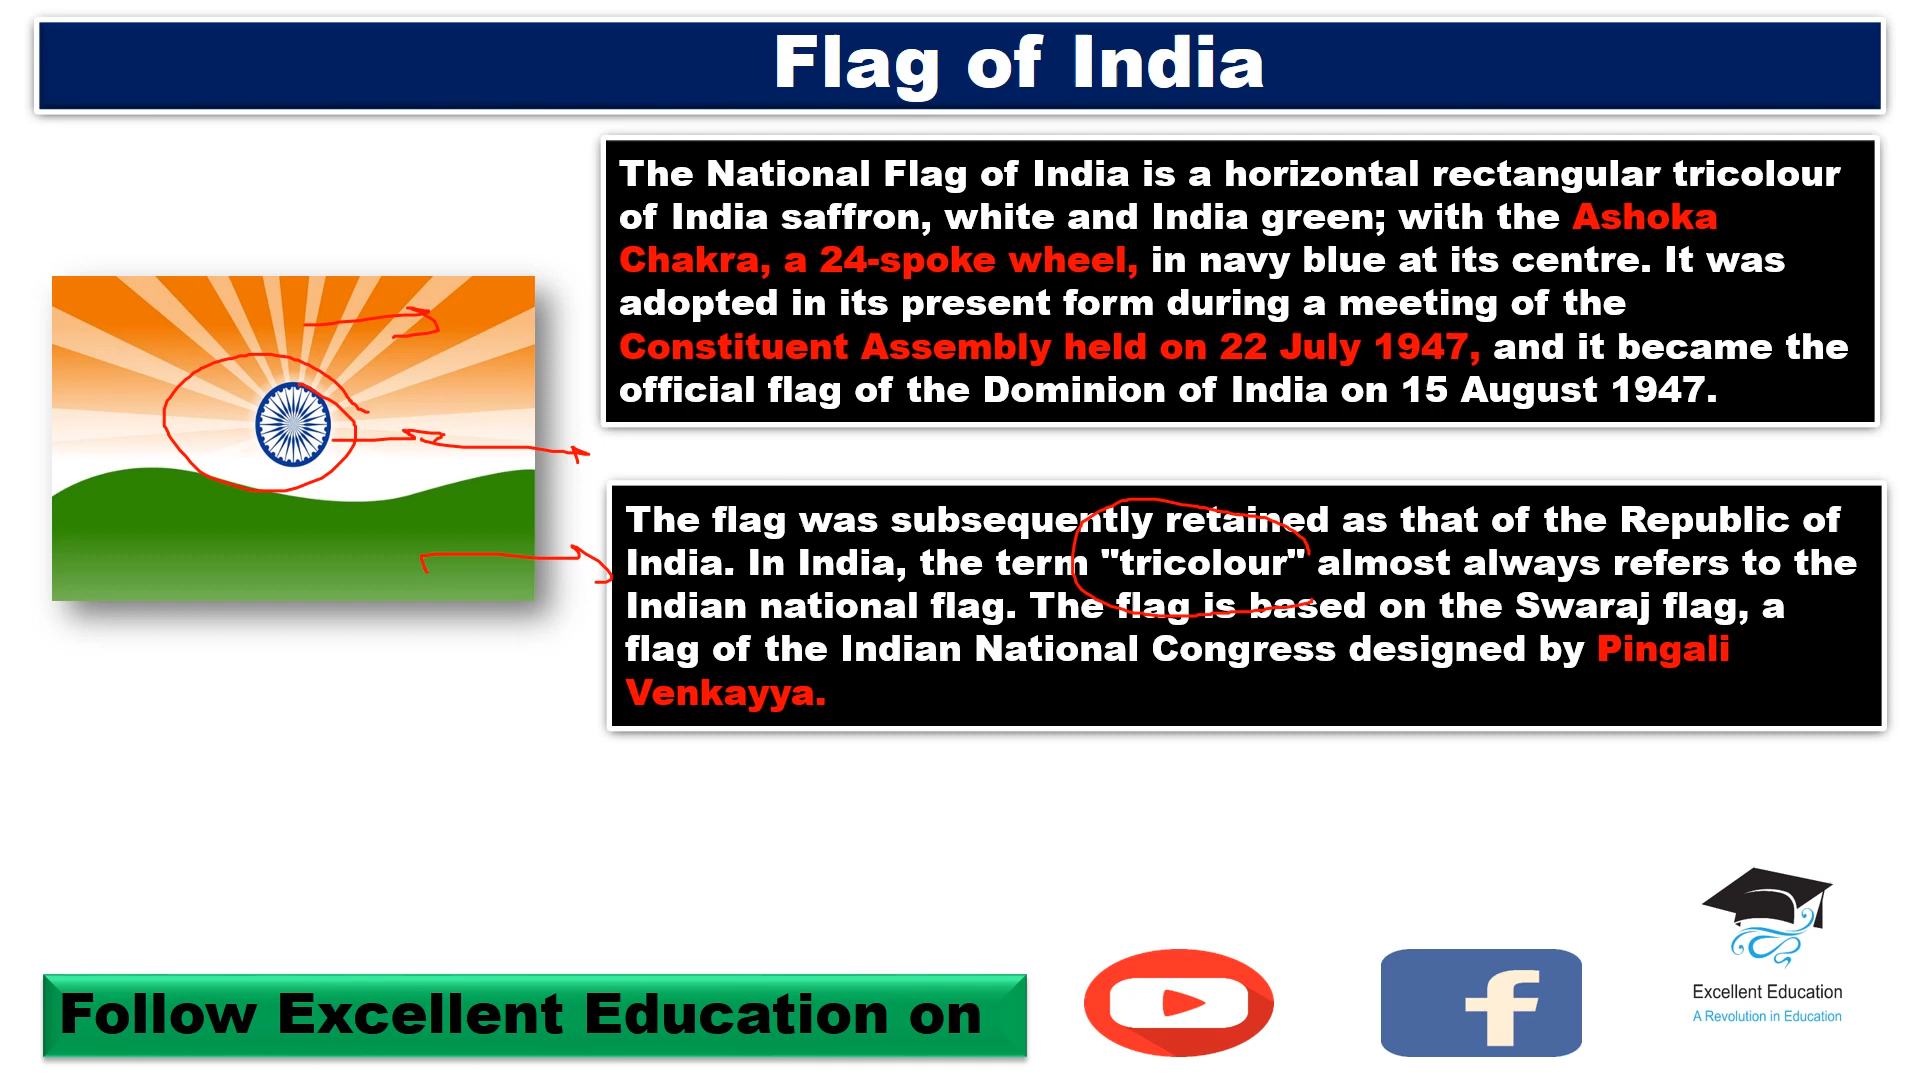 Flag of India
The National Flag of India is a horizontal rectangular tricolour
of India saffron, white and India green; with the Ashoka
Chakra, a 24-spoke wheel, in navy blue at its centre. It was
adopted in its present form during a meeting of the
Constituent Assembly held on 22 July 1947, and it became the
official flag of the Dominion of India on 15 August 1947.
The flag was subsequently retained as that of the Republic of
India. In India, the term "tricolour" almost always refers to the
Indian national flag. The flag is based on the Swaraj flag, a
flag of the Indian National Congress designed by Pingali
Venkayya.
Follow Excellent Education on
f
Excellent Education
A Revolution in Education